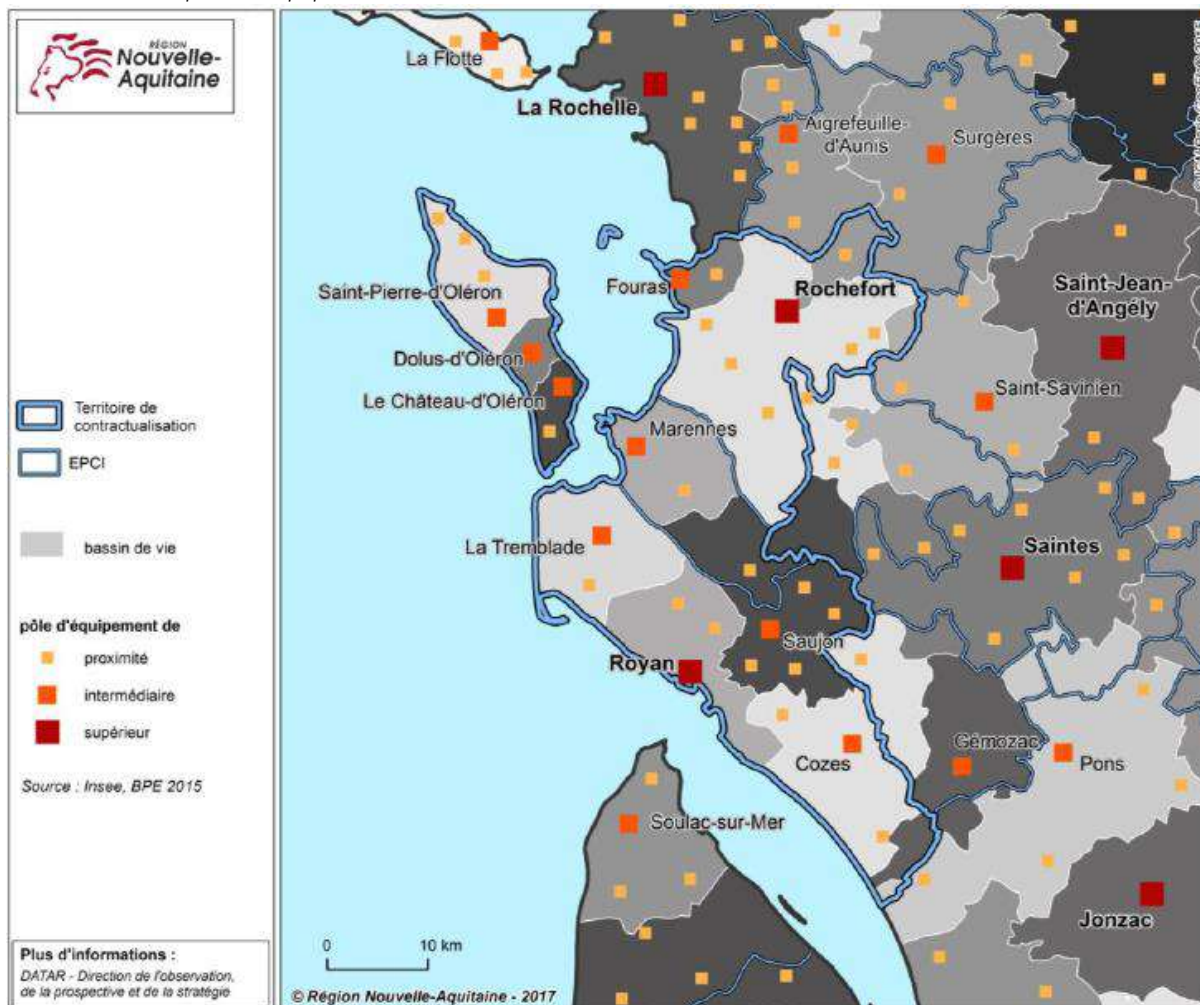 RÉGION
Nouvelle-
Aquitaine
Territoire de
contractualisation
EPCI
bassin de vie
pôle d'équipement de
proximité
intermédiaire
supérieur
Source : Insee, BPE 2015
Plus d'informations :
DATAR - Direction de l'observation,
de la prospective et de la stratégie
La Flotte
La Rochelle
Aigrefeuille-
d'Aunis
Surgères
Saint-Pierre-d'Oléron
Fouras
Rochefort
Saint-Jean-
d'Angély
Dolus-d'Oléron
Le Château-d'Oléron
Saint-Savinien
Marennes
La Tremblade
Saintes
Saujon
Royan
Gémozac
Cozes
Pons
Soulac-sur-Mer
Jonzac
0 10 km
© Région Nouvelle-Aquitaine - 2017